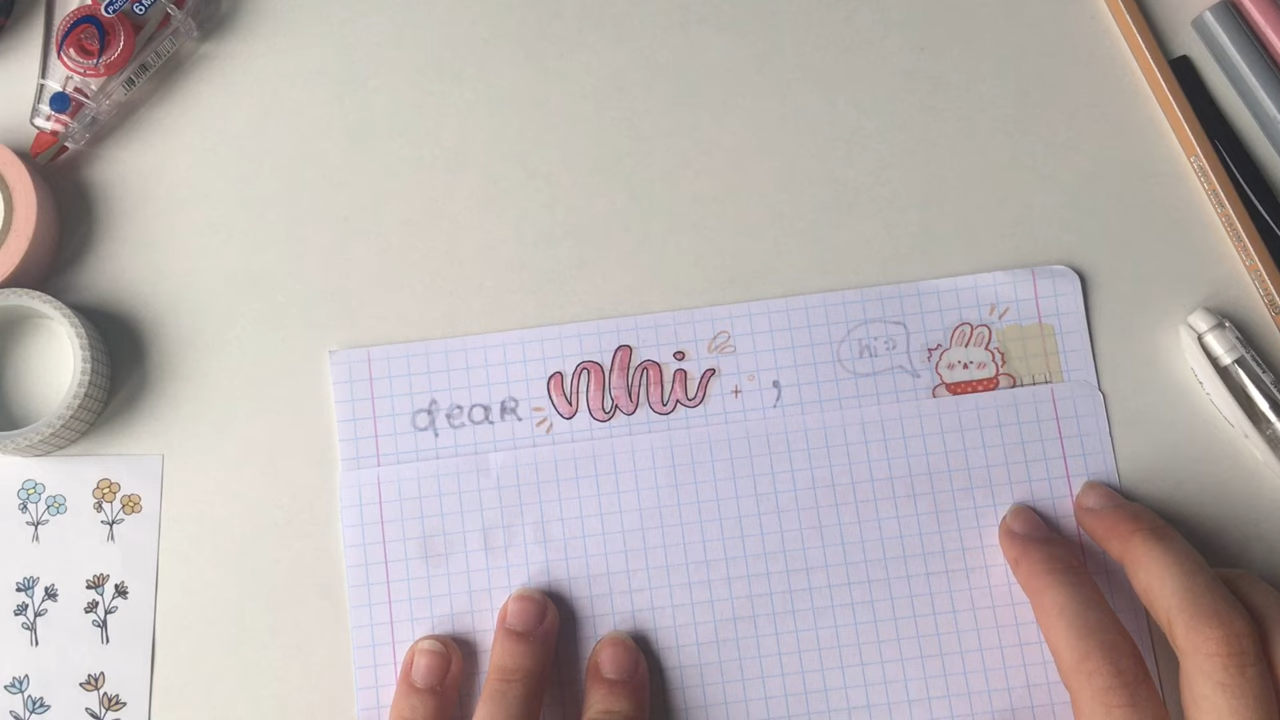 dear nhi ,
hi :)